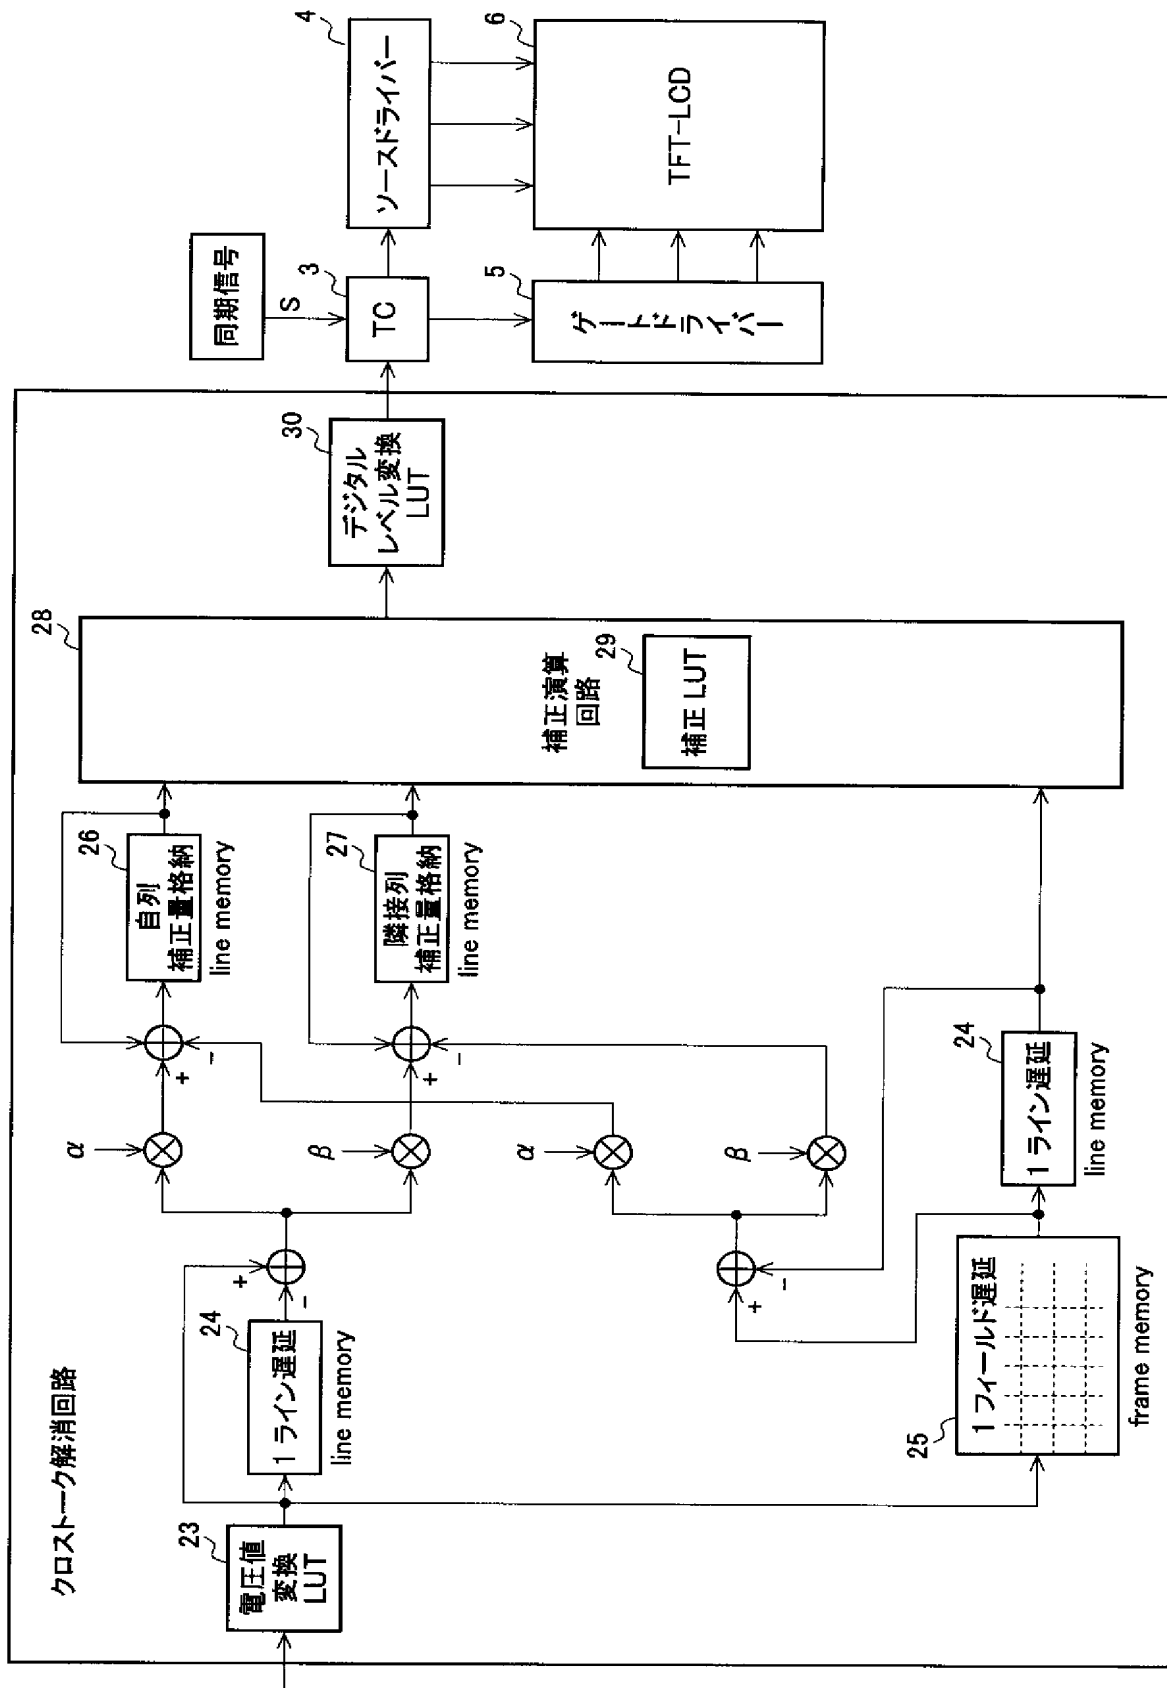 クロストーク解消回路
23
電圧値
変換
LUT
24
1 ライン遅延
line memory
+
−
α
β
+
−
+
−
26
自列
補正量格納
line memory
27
隣接列
補正量格納
line memory
α
β
+
−
25
1 フィールド遅延
frame memory
24
1 ライン遅延
line memory
28
補正演算
回路
29
補正 LUT
30
デジタル
レベル変換
LUT
同期信号
S
3
TC
4
ソースドライバー
5
ゲートドライバー
6
TFT-LCD